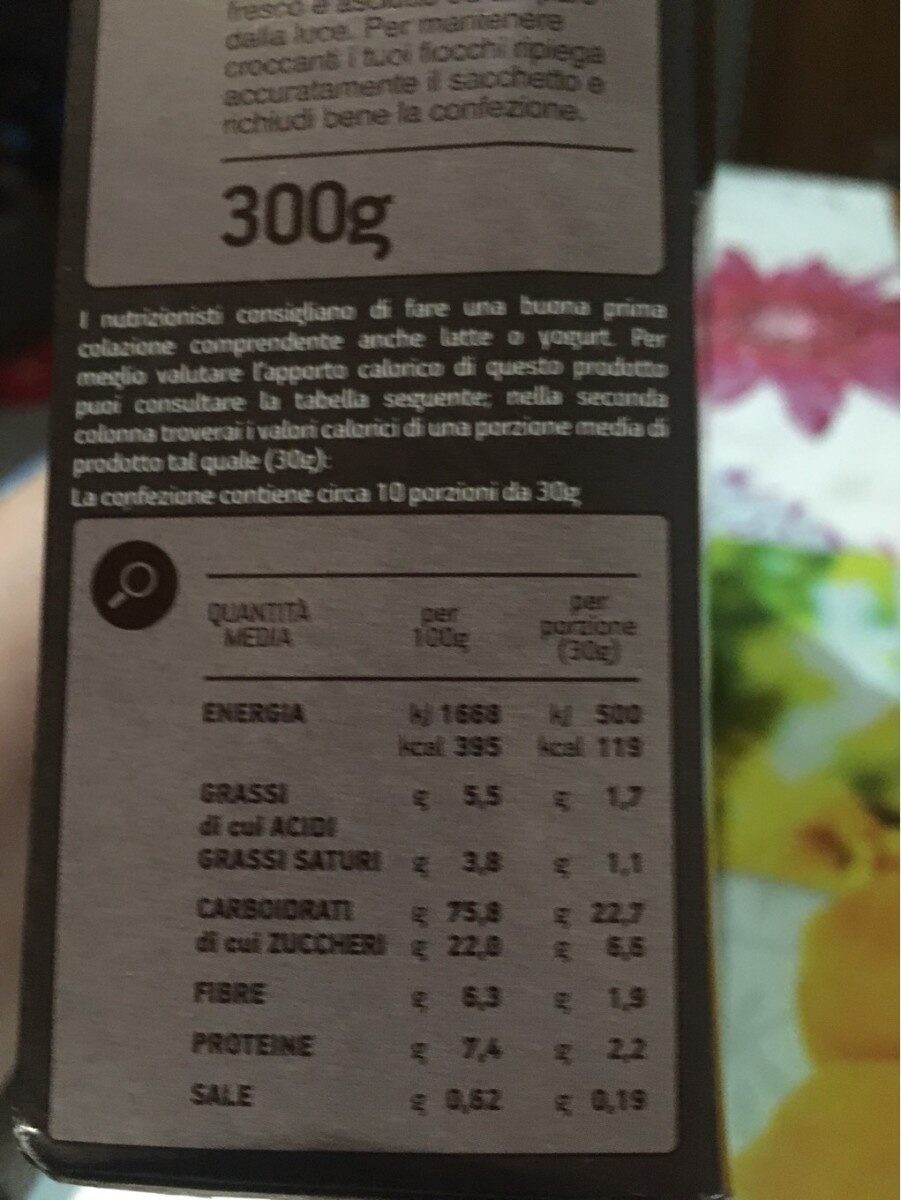 fresco e
dalla luce. Per mantenere
croccanti i tuoi fiocchi ripiega
accuratamente il sacchetto e
richiudi bene la confezione.
300g
I nutrizionisti consigliano di fare una buona prima
colazione comprendente anche latte o yogurt. Per
meglio valutare l'apporto calorico di questo prodotto
puoi consultare la tabella seguente; nella seconda
colonna troverai i valori calorici di una porzione media di
prodotto tal quale (30g):
La confezione contiene circa 10 porzioni da 30g
QUANTITÀ MEDIA per 100g per porzione (30g)
ENERGIA kJ 1668 kJ 500
kcal 395 kcal 119
GRASSI g 5,5 g 1,7
di cui ACIDI
GRASSI SATURI g 3,8 g 1,1
CARBOIDRATI g 75,8 g 22,7
di cui ZUCCHERI g 22,0 g 6,6
FIBRE g 6,3 g 1,9
PROTEINE g 7,4 g 2,2
SALE g 0,62 g 0,19